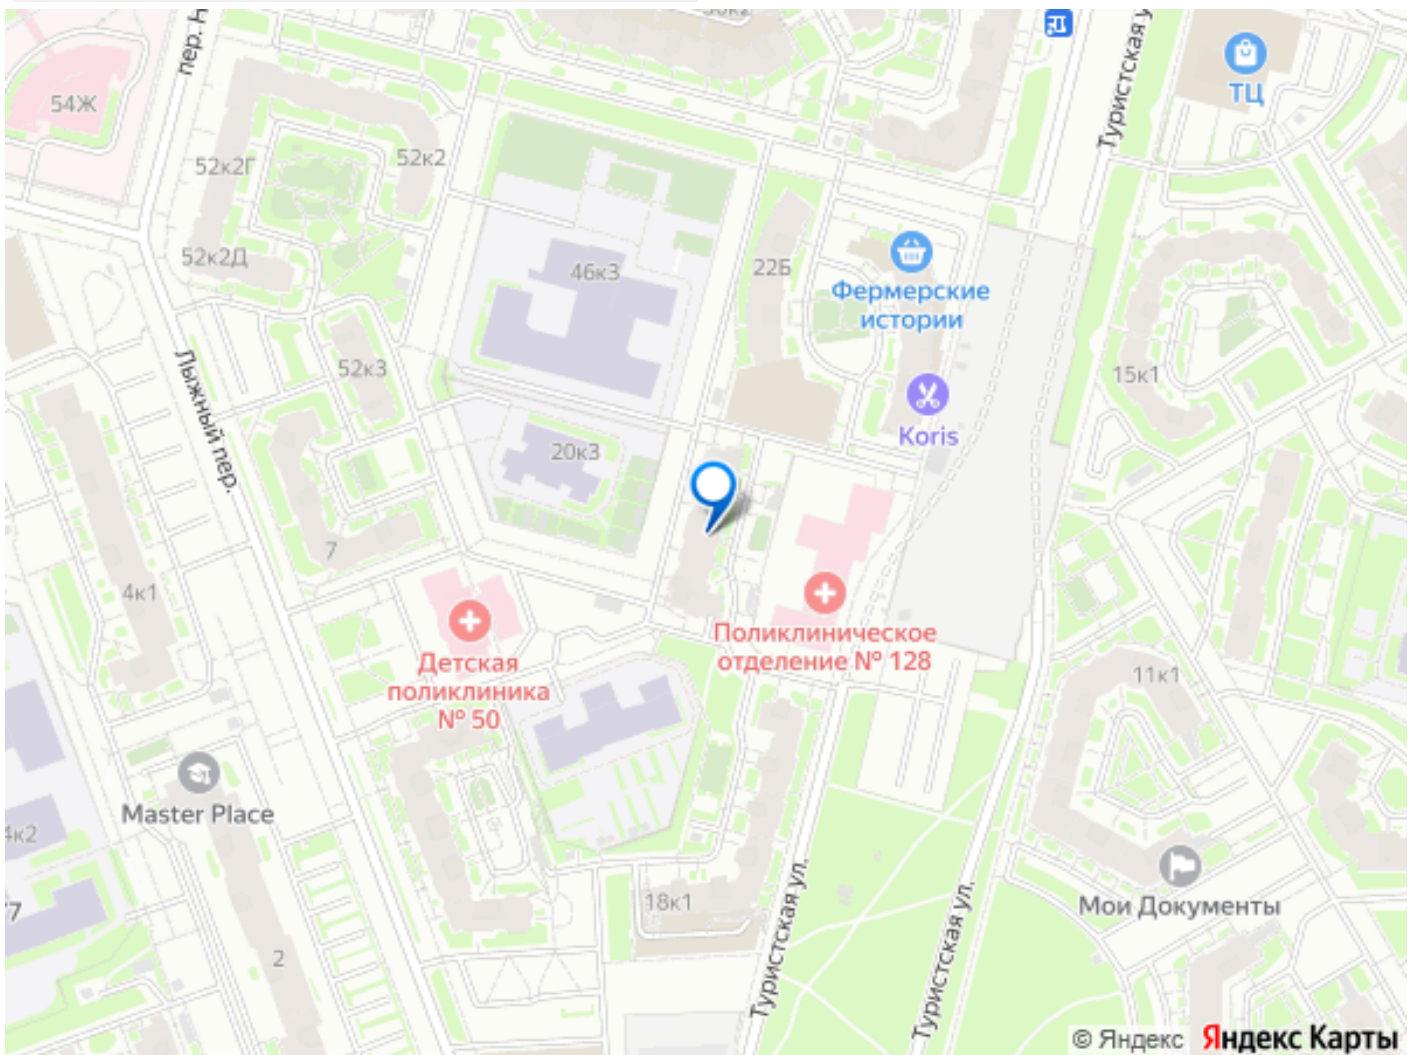 пер. Н
Туристская у
ТЦ
54Ж
52к2
52к2Г
52к2Д
46к3
22Б
Фермерские
истории
52к3
Лыжный пер.
15к1
Koris
20к3
7
4к1
Поликлиническое
отделение № 128
Детская
поликлиника
№ 50
11к1
Master Place
4к2
Мои Документы
18к1
77
2
Туристская ул.
Туристская ул.
© Яндекс Яндекс Карты